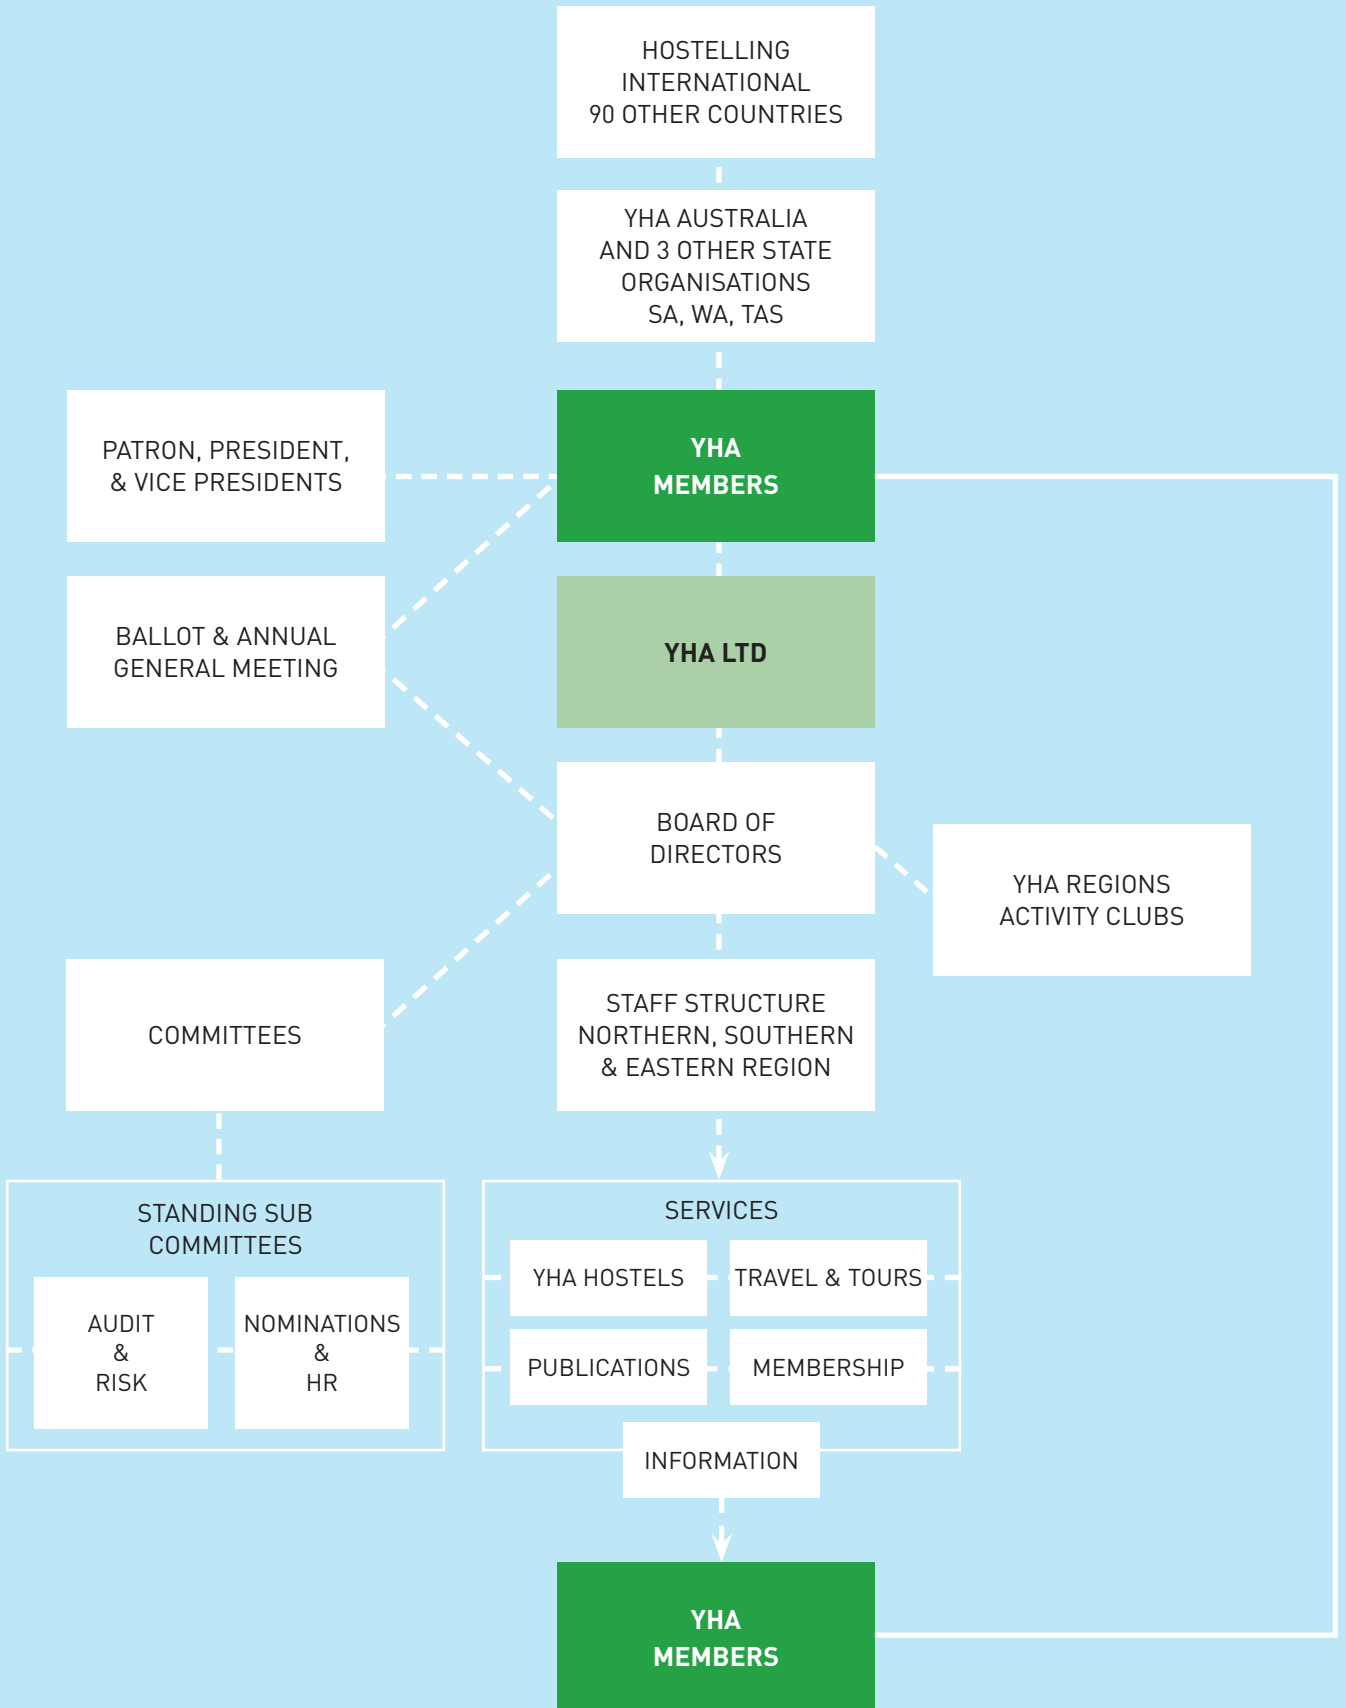 HOSTELLING
INTERNATIONAL
90 OTHER COUNTRIES
YHA AUSTRALIA
AND 3 OTHER STATE
ORGANISATIONS
SA, WA, TAS
PATRON, PRESIDENT,
& VICE PRESIDENTS
YHA
MEMBERS
BALLOT & ANNUAL
GENERAL MEETING
YHA LTD
BOARD OF
DIRECTORS
YHA REGIONS
ACTIVITY CLUBS
COMMITTEES
STAFF STRUCTURE
NORTHERN, SOUTHERN
& EASTERN REGION
STANDING SUB
COMMITTEES
AUDIT
&
RISK
NOMINATIONS
&
HR
SERVICES
YHA HOSTELS
TRAVEL & TOURS
PUBLICATIONS
MEMBERSHIP
INFORMATION
YHA
MEMBERS